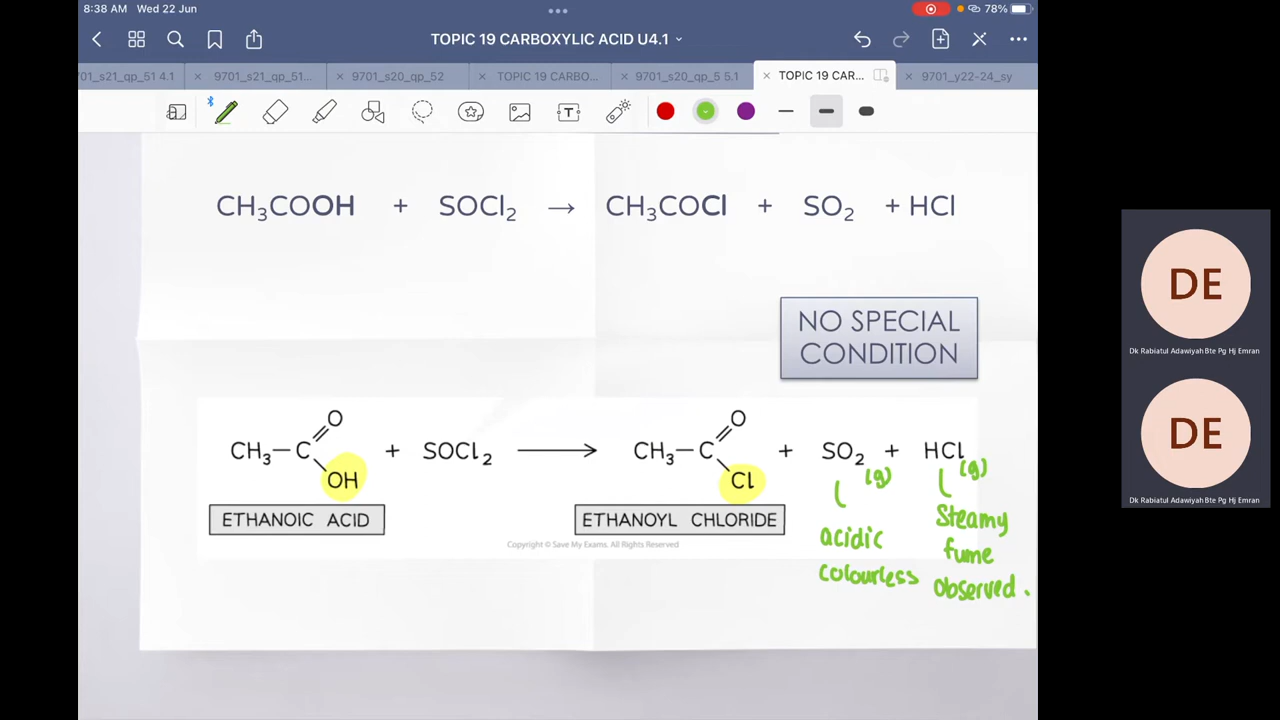 8:38 AM Wed 22 Jun
78%
TOPIC 19 CARBOXYLIC ACID U4.1
_s21_qp_51 4.1
9701_s21_qp_51...
9701_s20_qp_52
TOPIC 19 CARBO...
9701_s20_qp_5 5.1
TOPIC 19 CAR...
9701_y22-24_sy
CH₃COOH + SOCl₂ → CH₃COCl + SO₂ + HCl
NO SPECIAL
CONDITION
O
CH₃–C
OH
+ SOCl₂ →
O
CH₃–C
Cl
+ SO₂ (g) + HCl (g)
ETHANOIC ACID
ETHANOYL CHLORIDE
Copyright © Save My Exams. All Rights Reserved
acidic
colourless
Steamy
fume
observed.
DE
Dk Rabiatul Adawiyah Bte Pg Hj Emran
DE
Dk Rabiatul Adawiyah Bte Pg Hj Emran